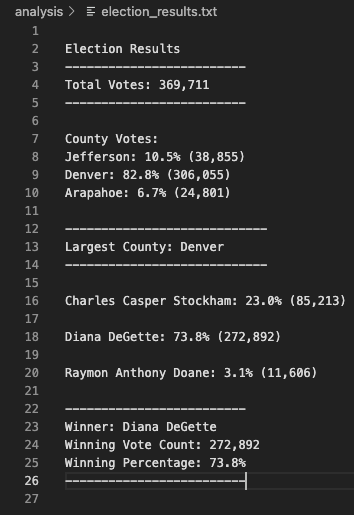 analysis > election_results.txt
1
2 Election Results
3 -------------------------
4 Total Votes: 369,711
5 -------------------------
6
7 County Votes:
8 Jefferson: 10.5% (38,855)
9 Denver: 82.8% (306,055)
10 Arapahoe: 6.7% (24,801)
11
12 ----------------------------
13 Largest County: Denver
14 ----------------------------
15
16 Charles Casper Stockham: 23.0% (85,213)
17
18 Diana DeGette: 73.8% (272,892)
19
20 Raymon Anthony Doane: 3.1% (11,606)
21
22 -------------------------
23 Winner: Diana DeGette
24 Winning Vote Count: 272,892
25 Winning Percentage: 73.8%
26 -------------------------
27